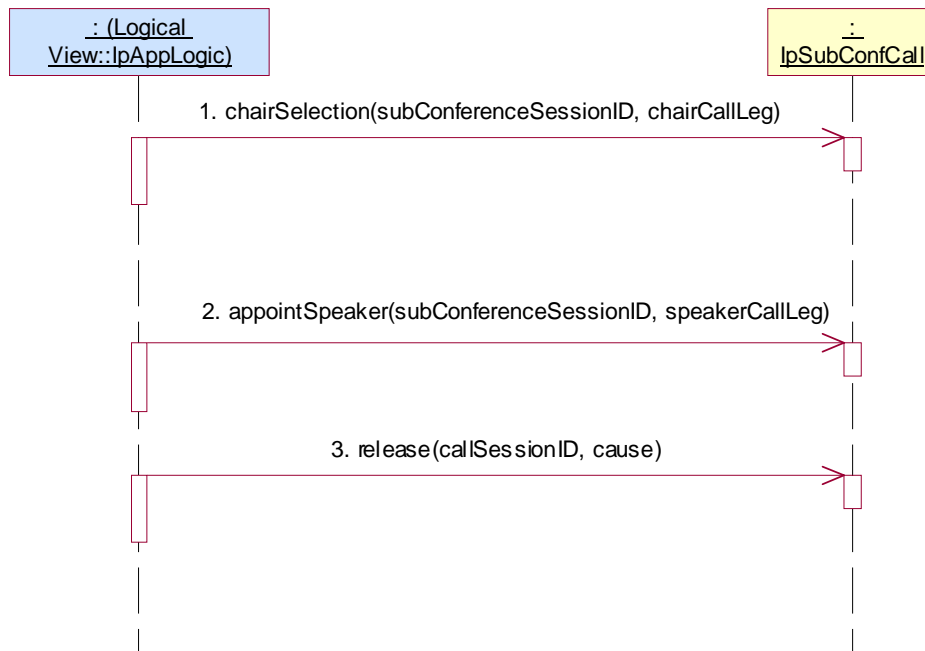 : (Logical
View::IpAppLogic)
:
IpSubConfCall
1. chairSelection(subConferenceSessionID, chairCallLeg)
2. appointSpeaker(subConferenceSessionID, speakerCallLeg)
3. release(callSessionID, cause)